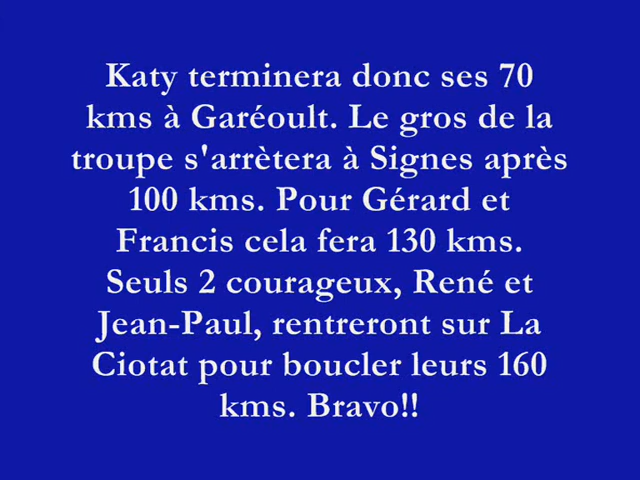 Katy terminera donc ses 70
kms à Garéoult. Le gros de la
troupe s'arrètera à Signes après
100 kms. Pour Gérard et
Francis cela fera 130 kms.
Seuls 2 courageux, René et
Jean-Paul, rentreront sur La
Ciotat pour boucler leurs 160
kms. Bravo!!